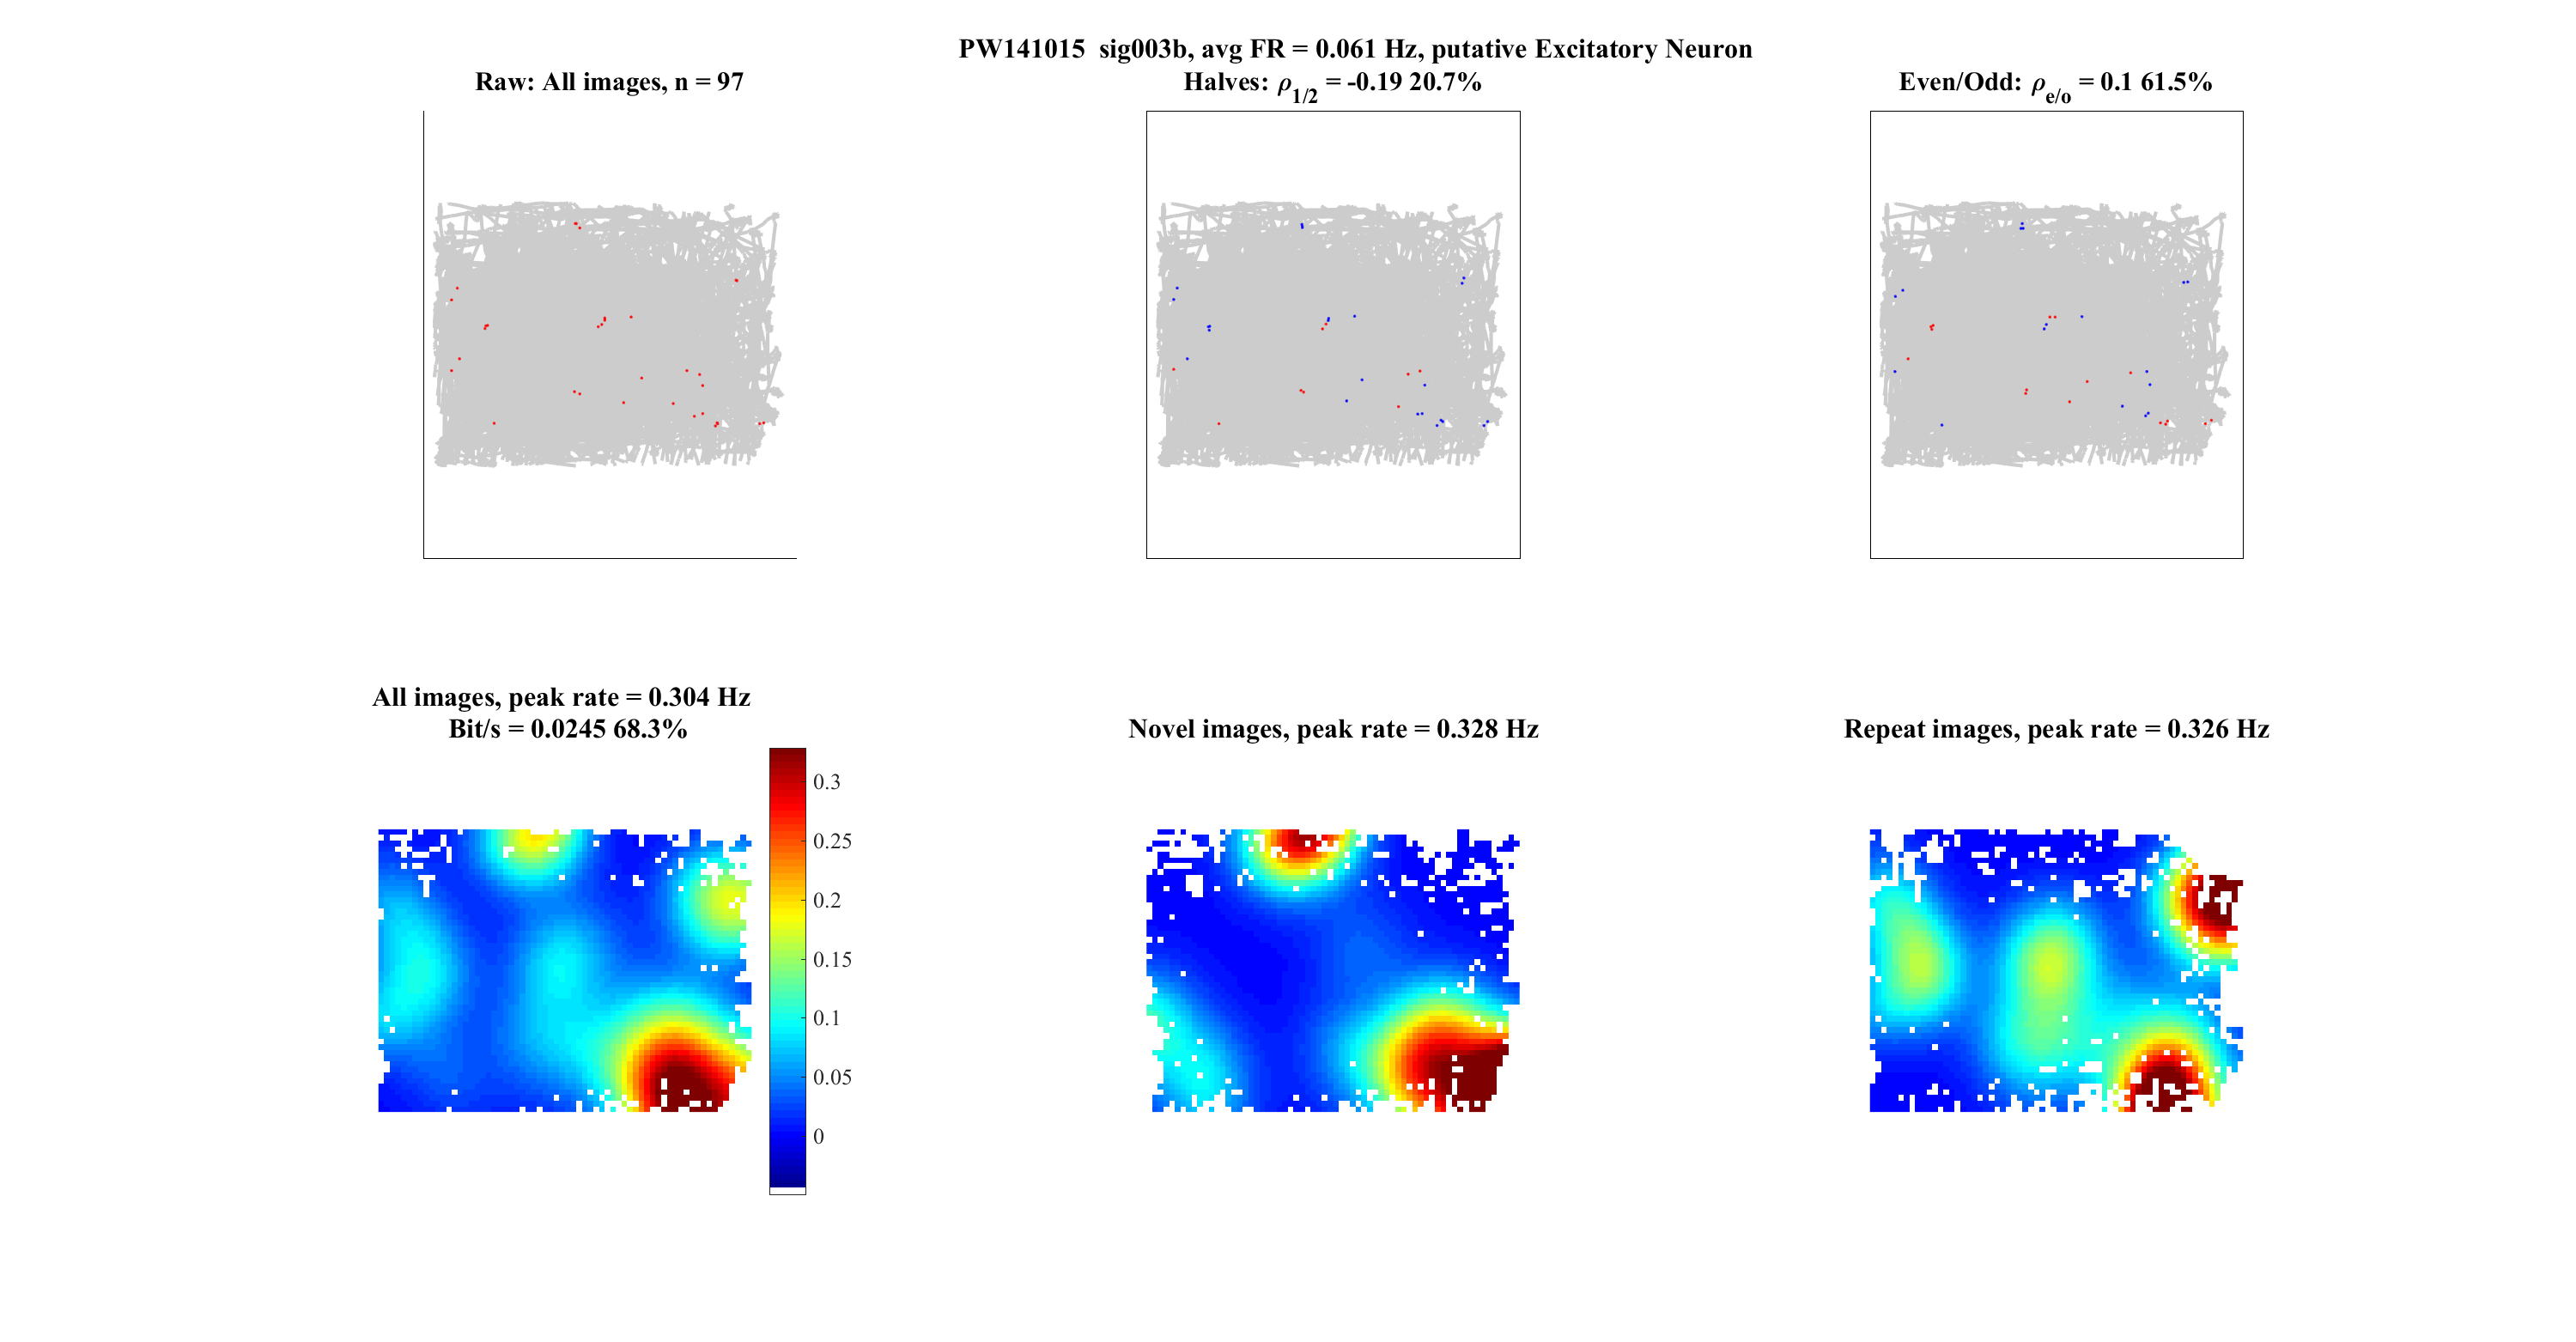 PW141015 sig003b, avg FR = 0.061 Hz, putative Excitatory Neuron
Raw: All images, n = 97
Halves: ρ1/2 = -0.19 20.7%
Even/Odd: ρe/o = 0.1 61.5%
All images, peak rate = 0.304 Hz
Bit/s = 0.0245 68.3%
Novel images, peak rate = 0.328 Hz
Repeat images, peak rate = 0.326 Hz
0.3
0.25
0.2
0.15
0.1
0.05
0